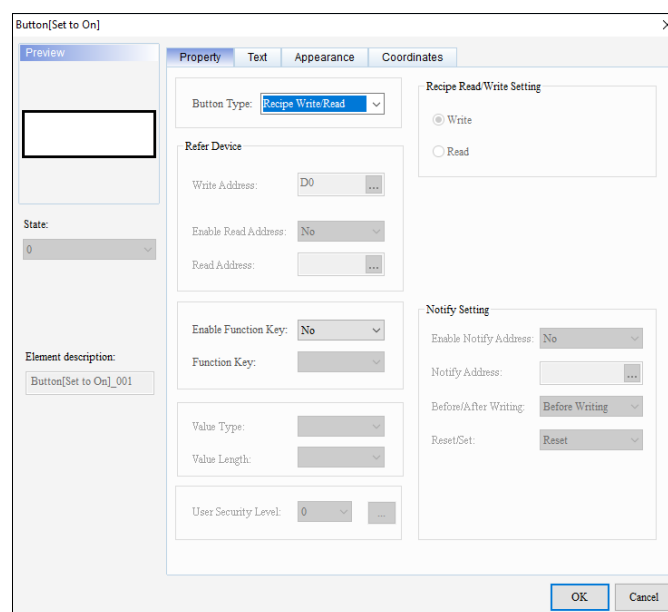 Button[Set to On]
Preview
State:
0
Element description:
Button[Set to On]_001
Property Text Appearance Coordinates
Button Type: Recipe Write/Read
Refer Device
Write Address: D0 ...
Enable Read Address: No
Read Address: ...
Enable Function Key: No
Function Key:
Value Type:
Value Length:
User Security Level: 0 ...
Recipe Read/Write Setting
Write
Read
Notify Setting
Enable Notify Address: No
Notify Address: ...
Before/After Writing: Before Writing
Reset/Set: Reset
OK Cancel